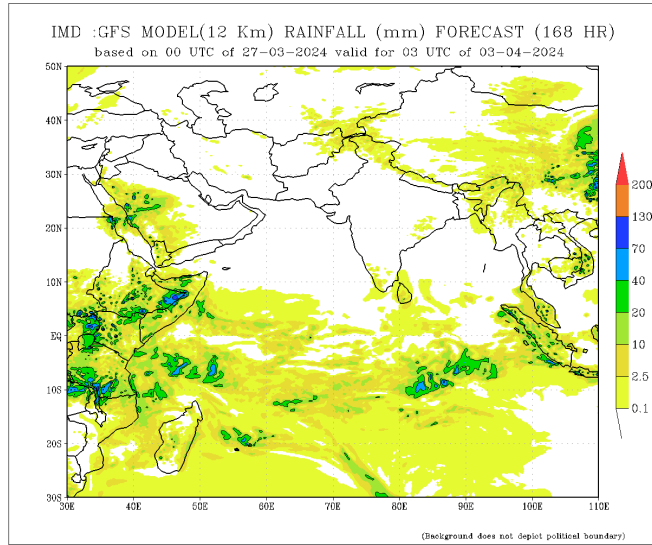 IMD :GFS MODEL(12 Km) RAINFALL (mm) FORECAST (168 HR)
based on 00 UTC of 27-03-2024 valid for 03 UTC of 03-04-2024
50N
40N
30N
20N
10N
EQ
10S
20S
30S
30E 40E 50E 60E 70E 80E 90E 100E 110E
200
130
70
40
20
10
2.5
0.1
(Background does not depict political boundary)